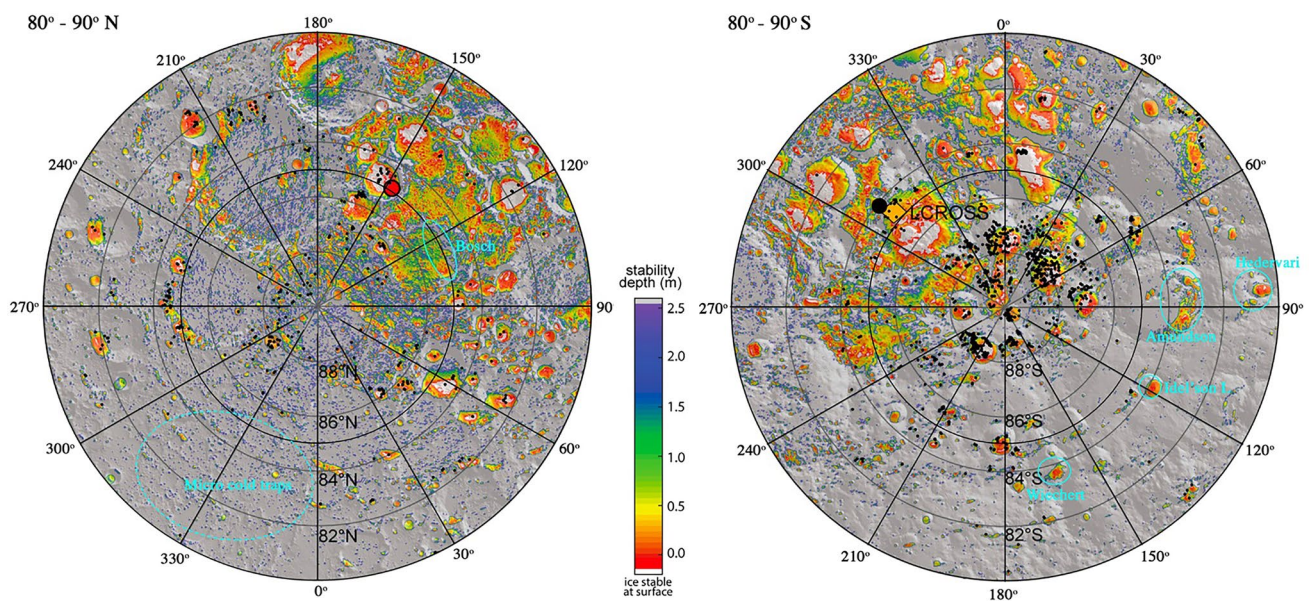 80° - 90° N
180°
150°
120°
90
60°
30°
0°
330°
300°
270°
240°
210°
Bosch
Micro cold traps
88°N
86°N
84°N
82°N
stability
depth (m)
2.5
2.0
1.5
1.0
0.5
0.0
ice stable
at surface
80° - 90° S
0°
30°
60°
90°
120°
150°
180°
210°
240°
270°
300°
330°
LCROSS
Hedervari
Amundson
Idel'son L
Wiechert
88°S
86°S
84°S
82°S